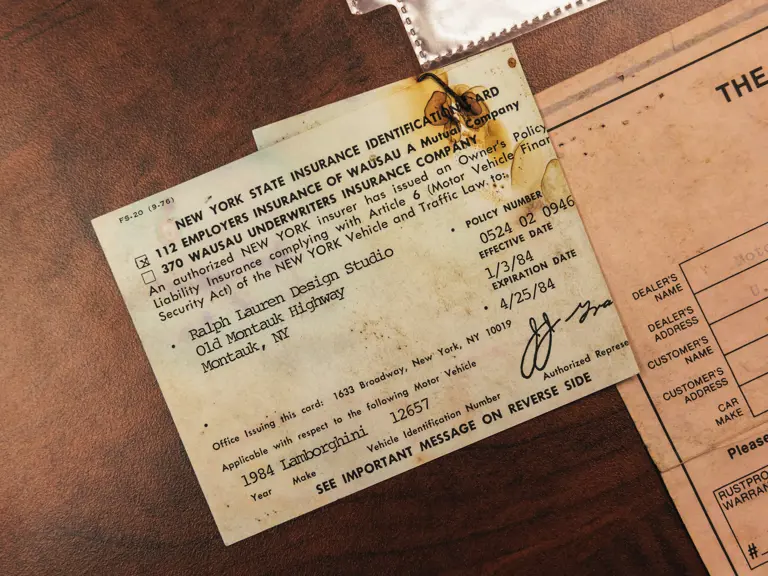 FS-20 (9-76)
NEW YORK STATE INSURANCE IDENTIFICATION CARD
112 EMPLOYERS INSURANCE OF WAUSAU A Mutual Company
370 WAUSAU UNDERWRITERS INSURANCE COMPANY
An authorized NEW YORK insurer has issued an Owner's Policy
Liability Insurance complying with Article 6 (Motor Vehicle Finan
Security Act) of the NEW YORK Vehicle and Traffic Law to:
Ralph Lauren Design Studio
Old Montauk Highway
Montauk, NY
POLICY NUMBER
0524 02 0946
EFFECTIVE DATE
1/3/84
EXPIRATION DATE
4/25/84
Office Issuing this card: 1633 Broadway, New York, NY 10019
Authorized Represe
Applicable with respect to the following Motor Vehicle
1984 Lamborghini 12657
Year Make Vehicle Identification Number
SEE IMPORTANT MESSAGE ON REVERSE SIDE
THE
DEALER'S
NAME
DEALER'S
ADDRESS
CUSTOMER'S
NAME
CUSTOMER'S
ADDRESS
CAR
MAKE
Please
RUSTPRO
WARRAN
#